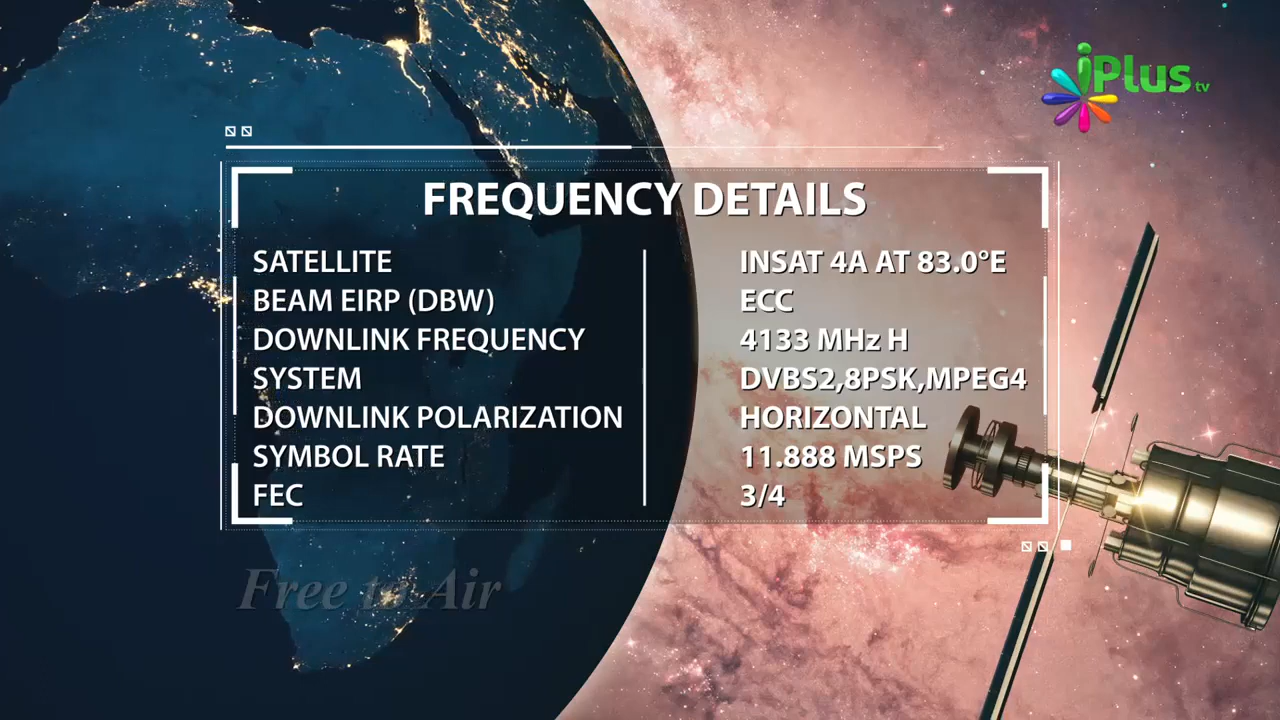 iPlus tv
FREQUENCY DETAILS
SATELLITE INSAT 4A AT 83.0°E
BEAM EIRP (DBW) ECC
DOWNLINK FREQUENCY 4133 MHz H
SYSTEM DVBS2,8PSK,MPEG4
DOWNLINK POLARIZATION HORIZONTAL
SYMBOL RATE 11.888 MSPS
FEC 3/4
Free to Air